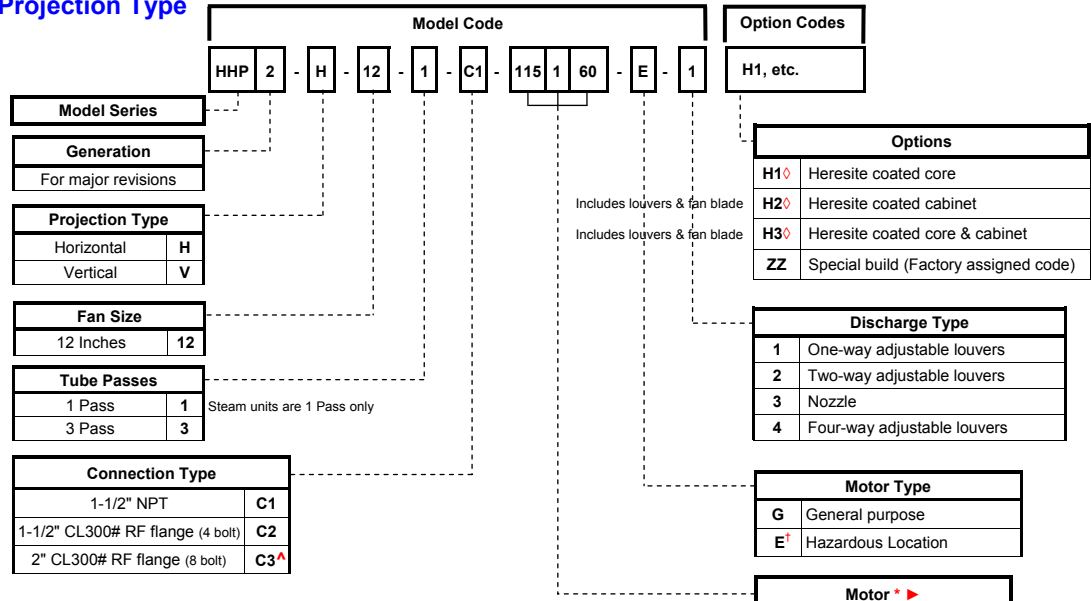 Projection Type
Model Code
Option Codes
HHP 2 - H - 12 - 1 - C1 - 115 1 60 - E - 1
H1, etc.
Model Series
Generation
For major revisions
Projection Type
Horizontal H
Vertical V
Fan Size
12 Inches 12
Tube Passes
1 Pass 1
3 Pass 3
Steam units are 1 Pass only
Connection Type
1-1/2" NPT C1
1-1/2" CL300# RF flange (4 bolt) C2
2" CL300# RF flange (8 bolt) C3^
Options
H1◊ Heresite coated core
Includes louvers & fan blade H2◊ Heresite coated cabinet
Includes louvers & fan blade H3◊ Heresite coated core & cabinet
ZZ Special build (Factory assigned code)
Discharge Type
1 One-way adjustable louvers
2 Two-way adjustable louvers
3 Nozzle
4 Four-way adjustable louvers
Motor Type
G General purpose
E† Hazardous Location
Motor * ►